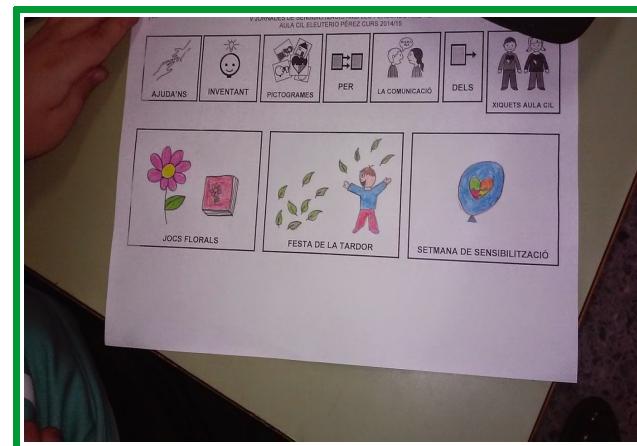 V JORNADES DE SENSIBILITZACIÓ
AULA CIL ELEUTERIO PÉREZ CURS 2014/15
AJUDA'NS
INVENTANT
PICTOGRAMES
PER
LA COMUNICACIÓ
DELS
XIQUETS AULA CIL
JOCS FLORALS
FESTA DE LA TARDOR
SETMANA DE SENSIBILITZACIÓ